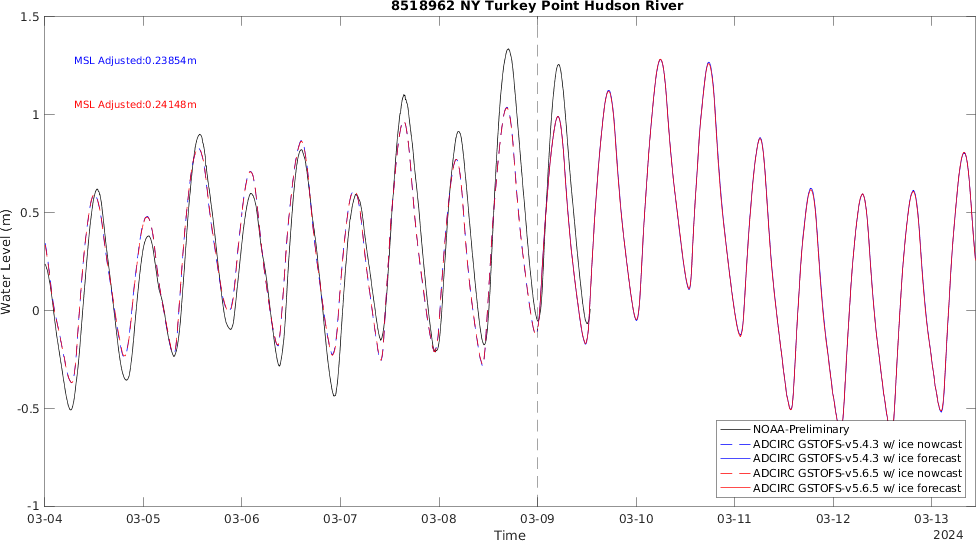 8518962 NY Turkey Point Hudson River
1.5
MSL Adjusted:0.23854m
MSL Adjusted:0.24148m
1
0.5
0
-0.5
-1
Water Level (m)
NOAA-Preliminary
ADCIRC GSTOFS-v5.4.3 w/ ice nowcast
ADCIRC GSTOFS-v5.4.3 w/ ice forecast
ADCIRC GSTOFS-v5.6.5 w/ ice nowcast
ADCIRC GSTOFS-v5.6.5 w/ ice forecast
03-04 03-05 03-06 03-07 03-08 03-09 03-10 03-11 03-12 03-13
Time
2024